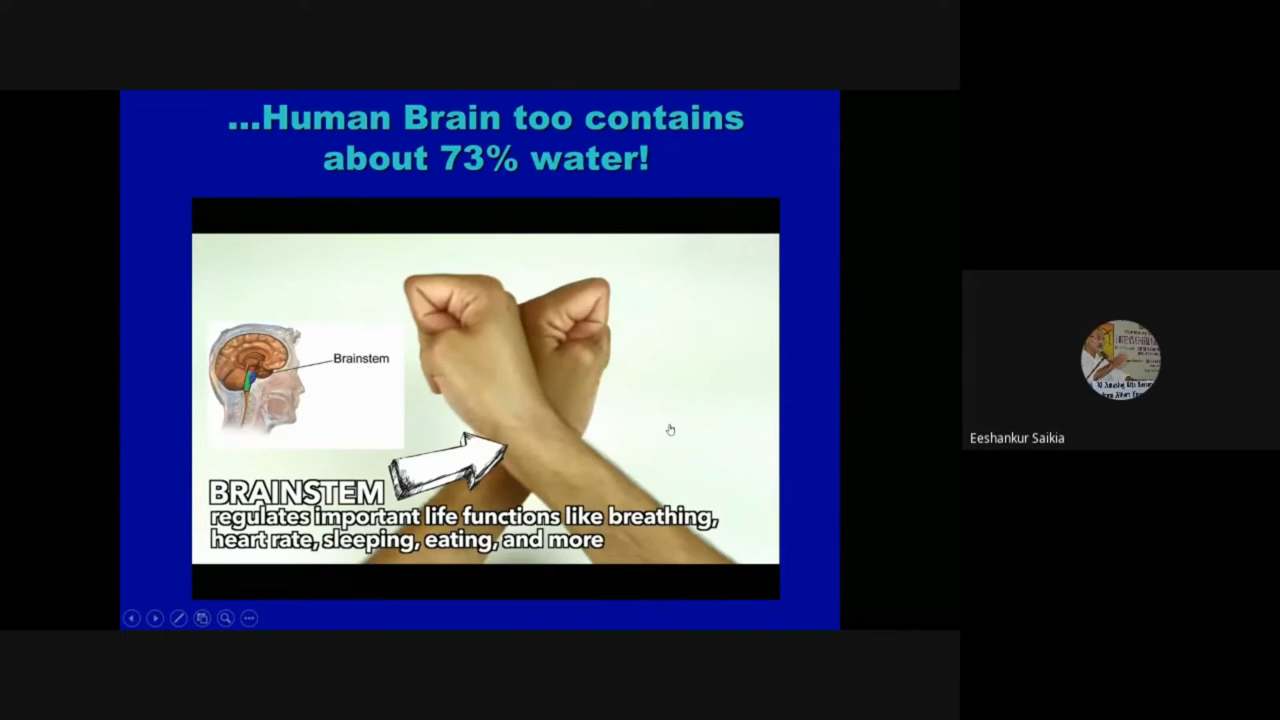 ...Human Brain too contains
about 73% water!
Brainstem
BRAINSTEM
regulates important life functions like breathing,
heart rate, sleeping, eating, and more
Eeshankur Saikia